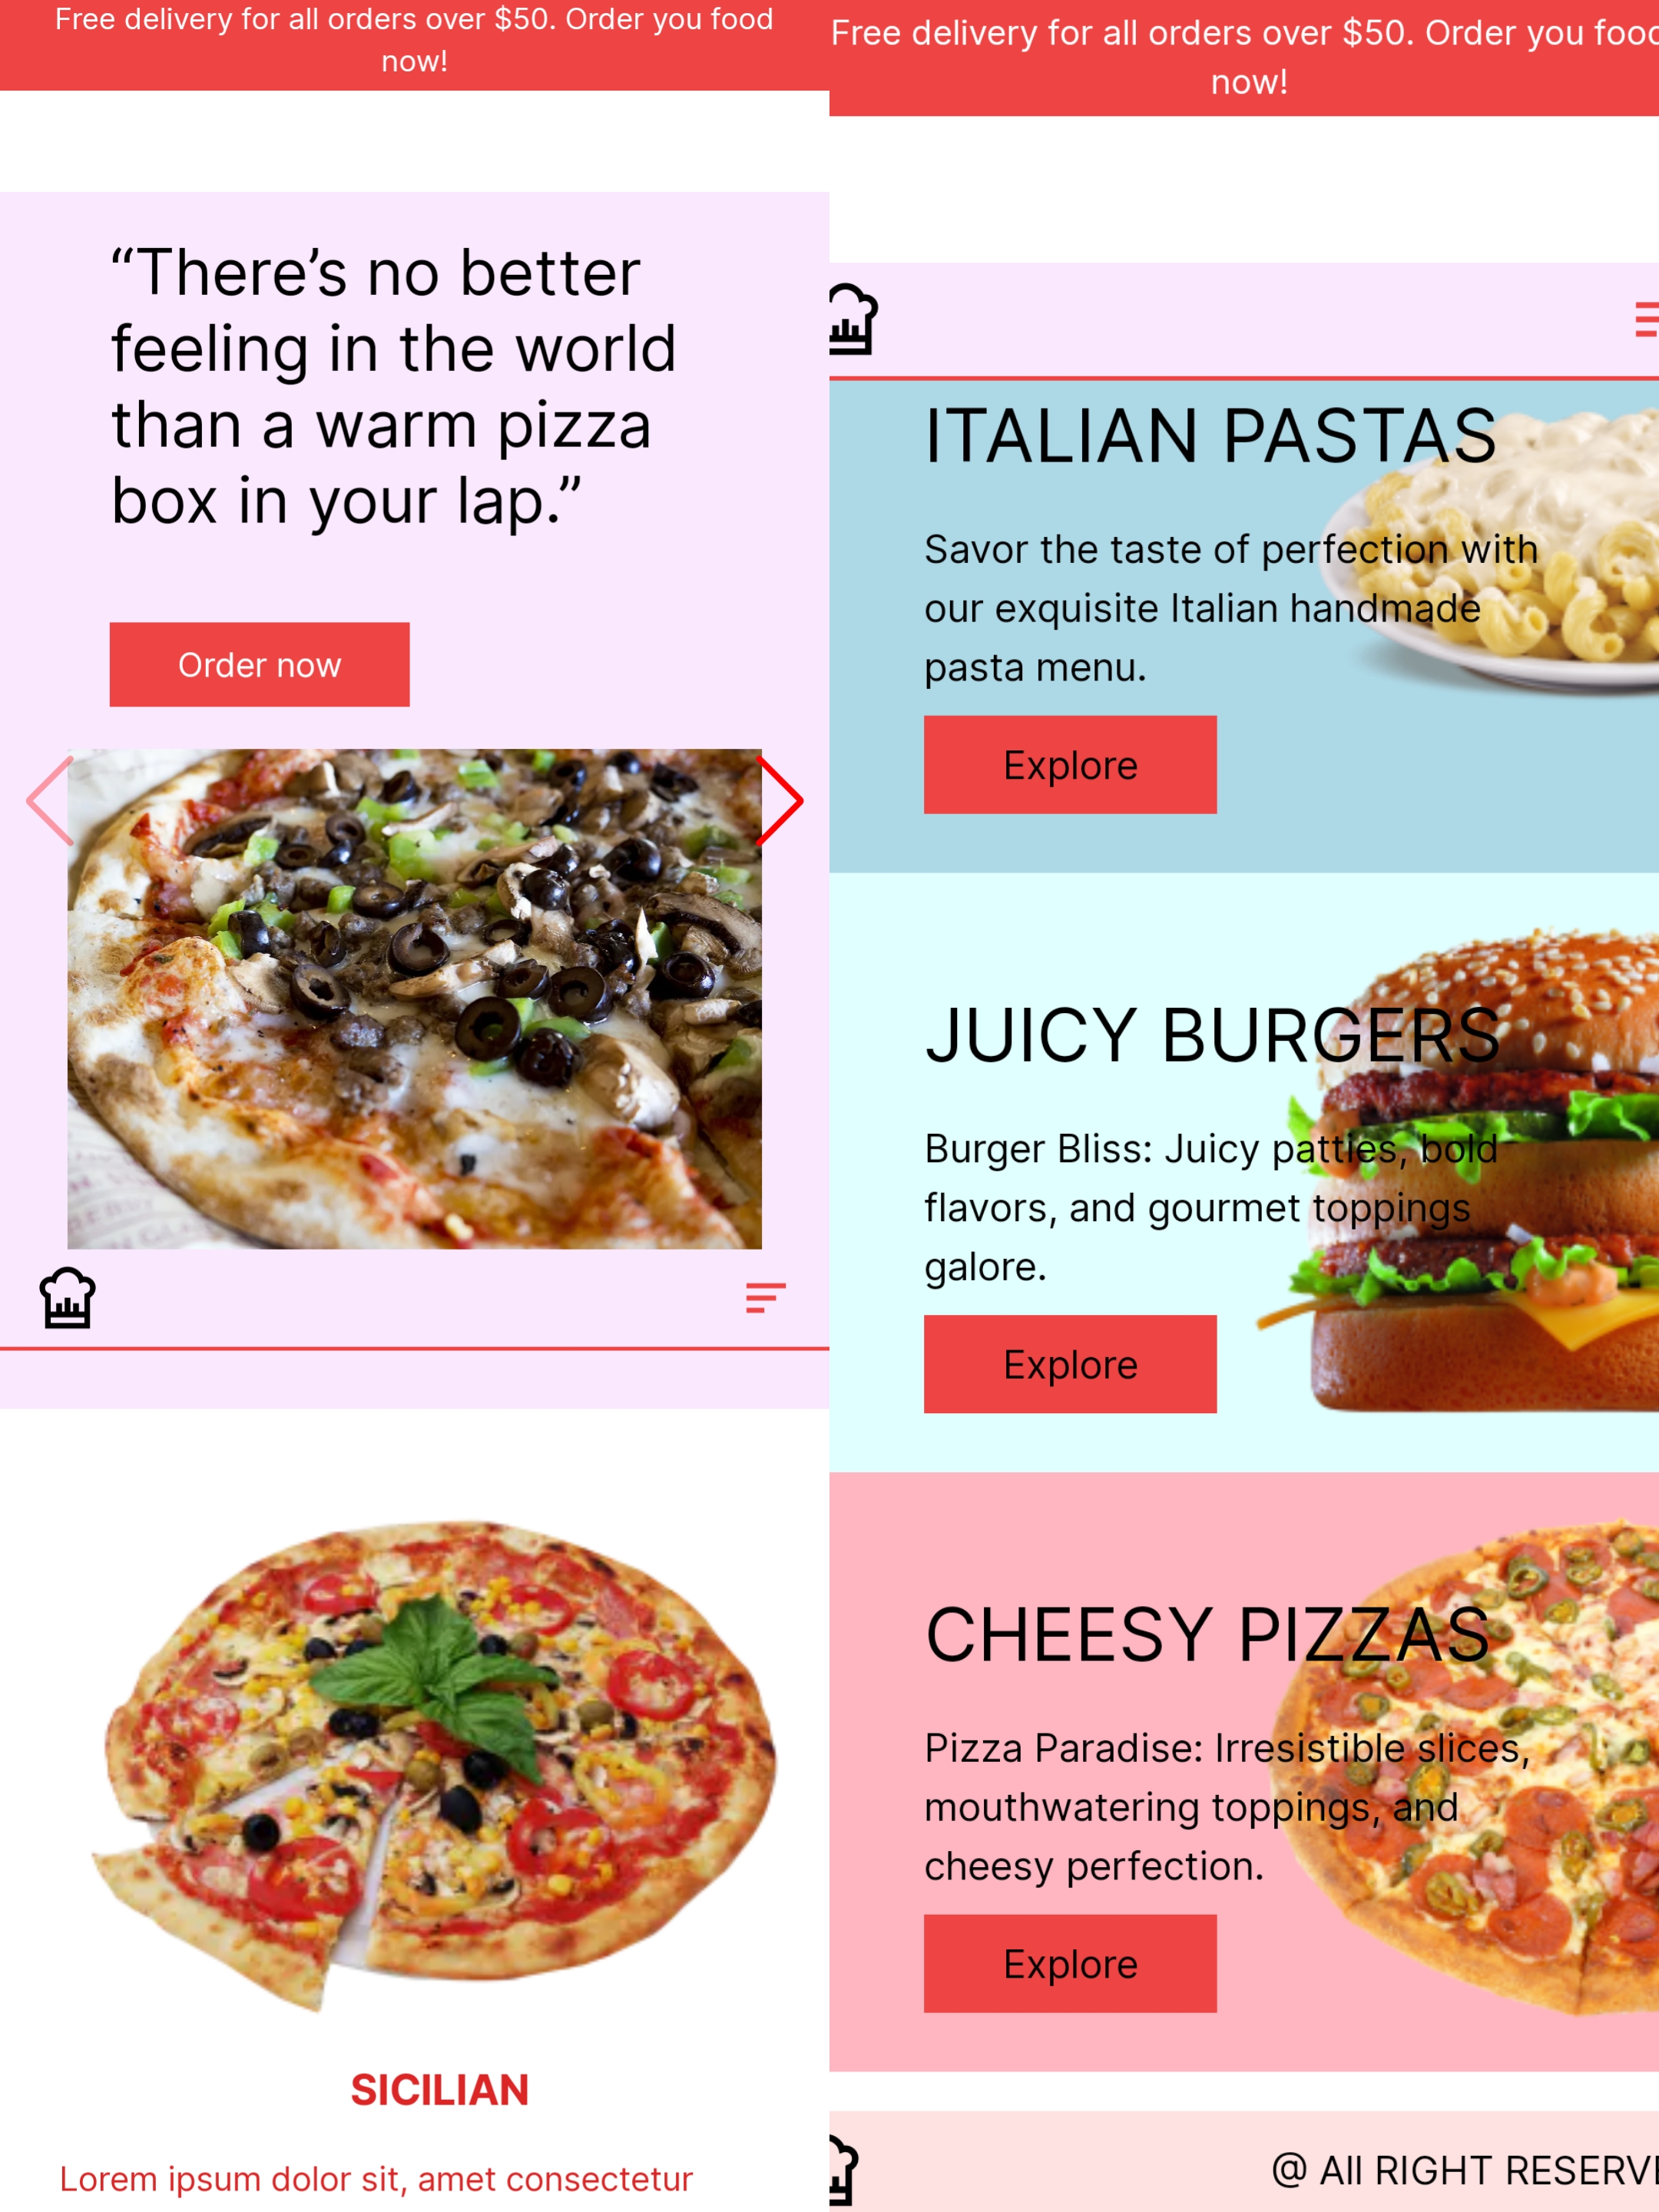 Free delivery for all orders over $50. Order you food
now!
“There’s no better
feeling in the world
than a warm pizza
box in your lap.”
Order now
SICILIAN
Lorem ipsum dolor sit, amet consectetur
Free delivery for all orders over $50. Order you food
now!
ITALIAN PASTAS
Savor the taste of perfection with
our exquisite Italian handmade
pasta menu.
Explore
JUICY BURGERS
Burger Bliss: Juicy patties, bold
flavors, and gourmet toppings
galore.
Explore
CHEESY PIZZAS
Pizza Paradise: Irresistible slices,
mouthwatering toppings, and
cheesy perfection.
Explore
@ All RIGHT RESERVE